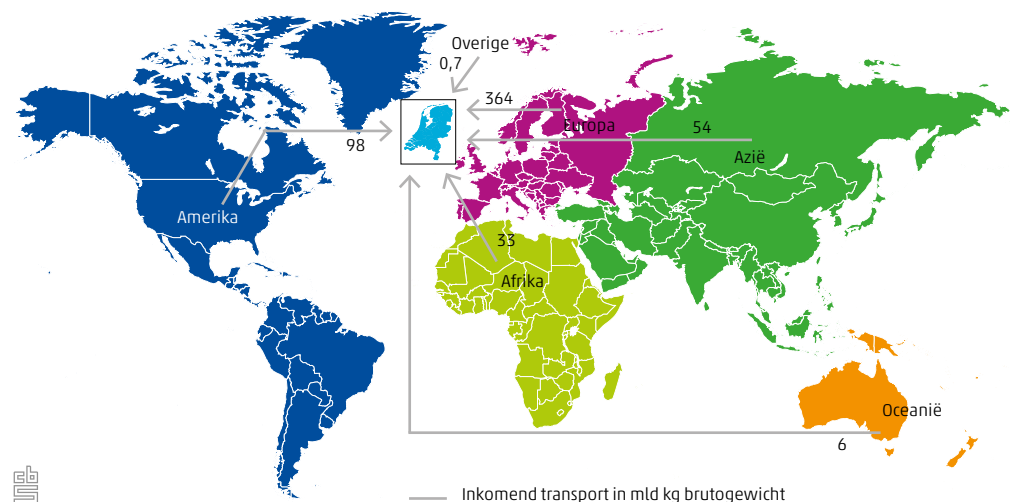 Overige
0,7
364
Europa
54
98
Azië
Amerika
33
Afrika
Oceanië
6
cbs
Inkomend transport in mld kg brutogewicht